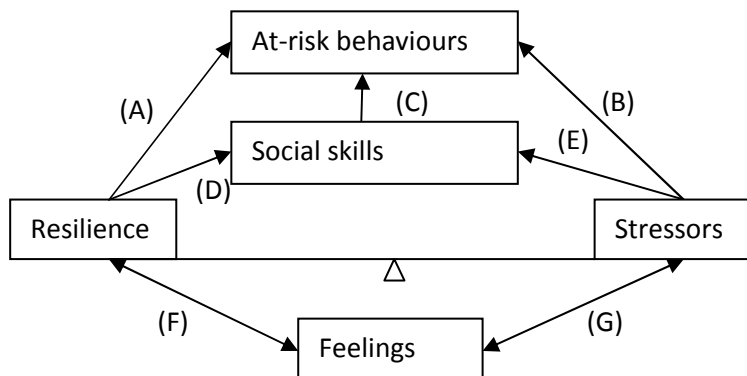 At-risk behaviours
(A)
(C)
(B)
Social skills
(E)
(D)
Resilience
Stressors
(F)
(G)
Feelings